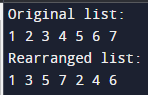 Original list:
1 2 3 4 5 6 7
Rearranged list:
1 3 5 7 2 4 6